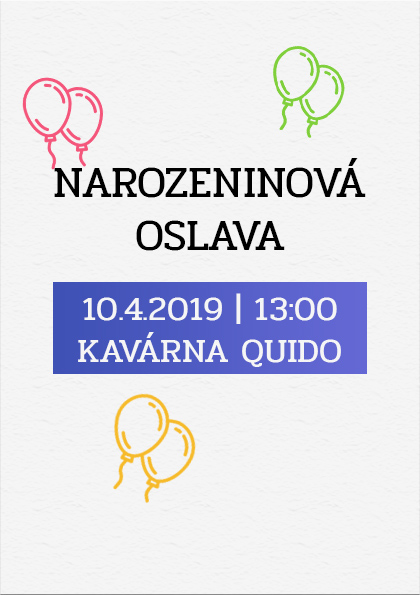 NAROZENINOVÁ
OSLAVA
10.4.2019 | 13:00
KAVÁRNA QUIDO